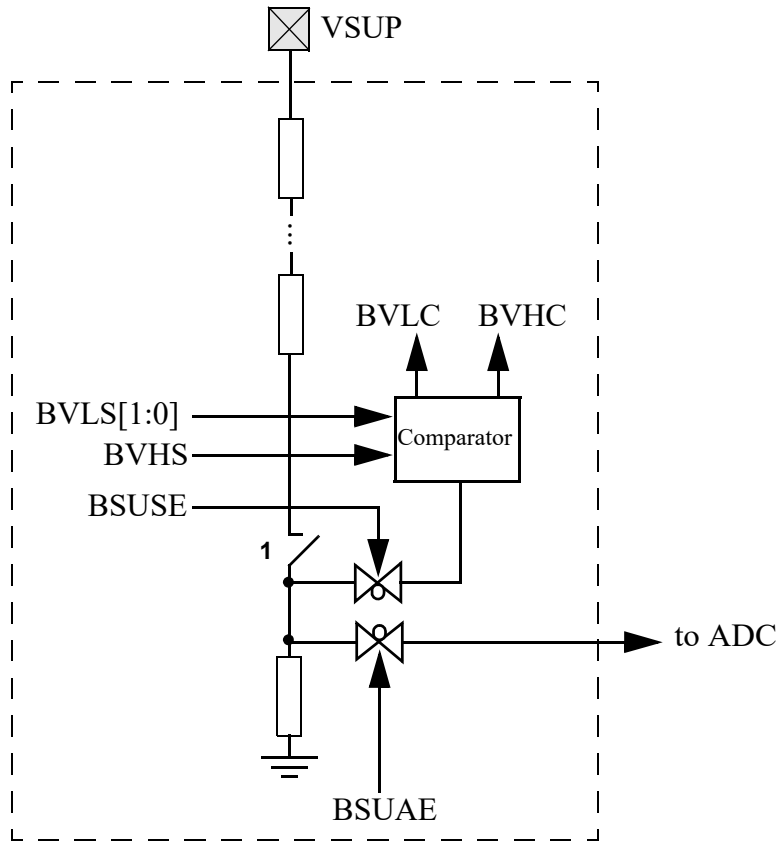 VSUP
BVLC BVHC
BVLS[1:0]
Comparator
BVHS
BSUSE
1
to ADC
BSUAE